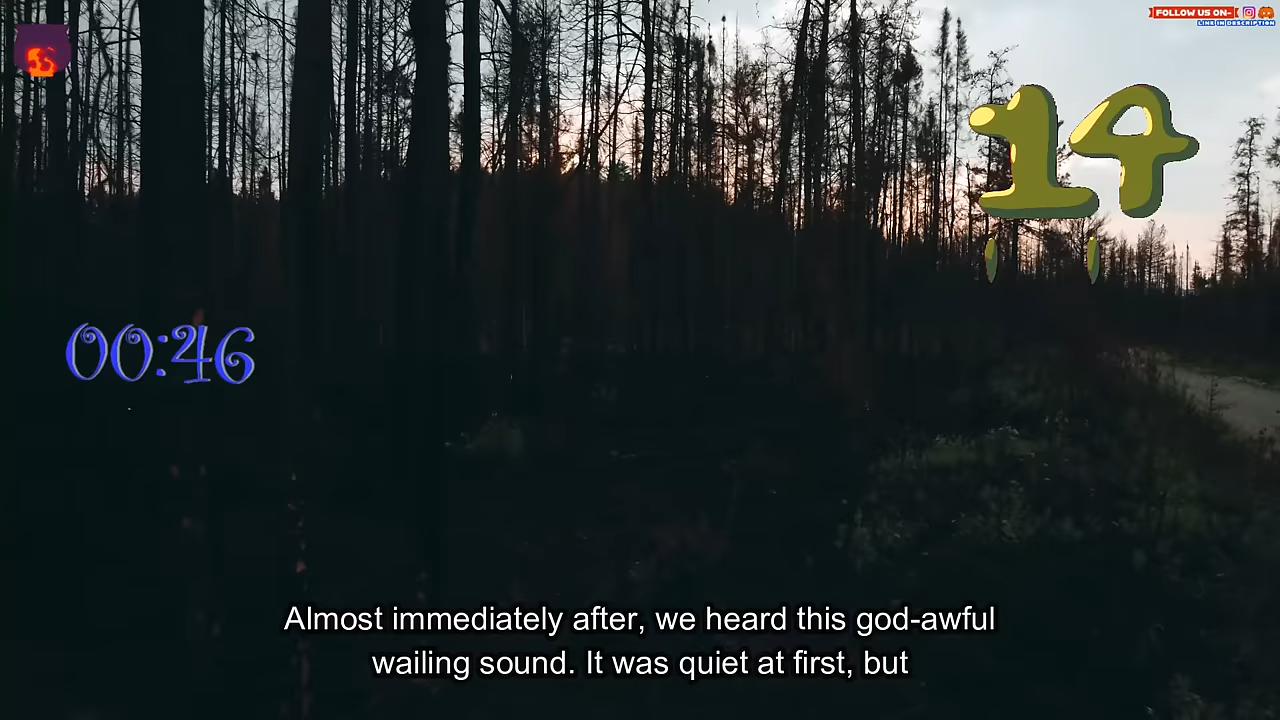 FOLLOW US ON-
LINK IN DESCRIPTION
14
00:46
Almost immediately after, we heard this god-awful
wailing sound. It was quiet at first, but